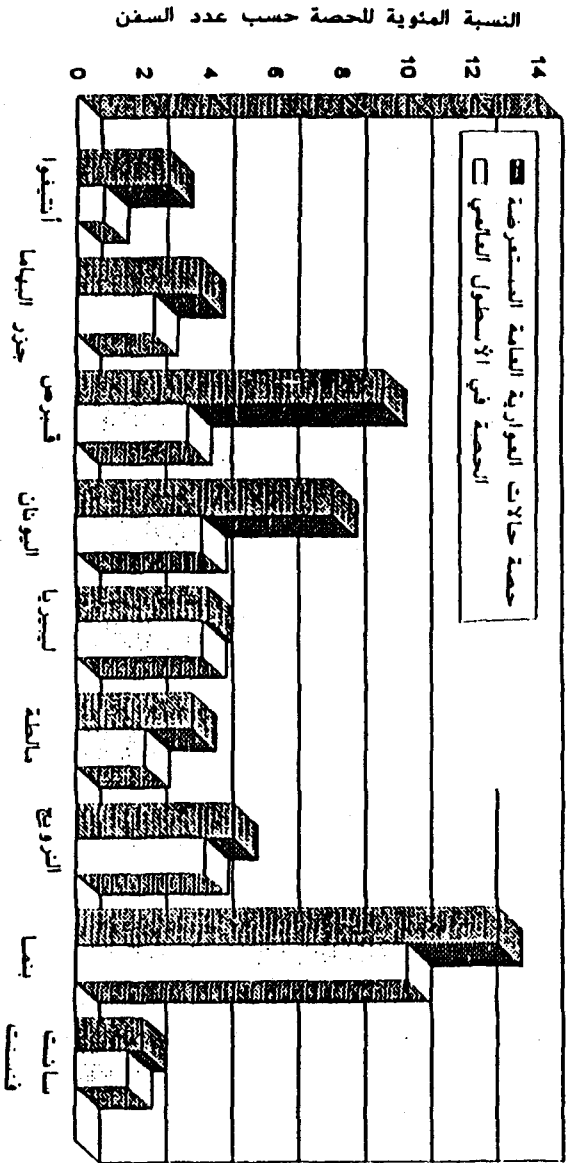 النسبة المئوية للحصة حسب عدد السفن
14
12
10
8
6
4
2
0
حصة حالات العوارية العامة المستعرضة
الحصة في الأسطول العالمي
أنتيغوا
جزر البهاما
قبرص
اليونان
ليبيريا
مالطة
النرويج
بنما
سانت
فنسنت